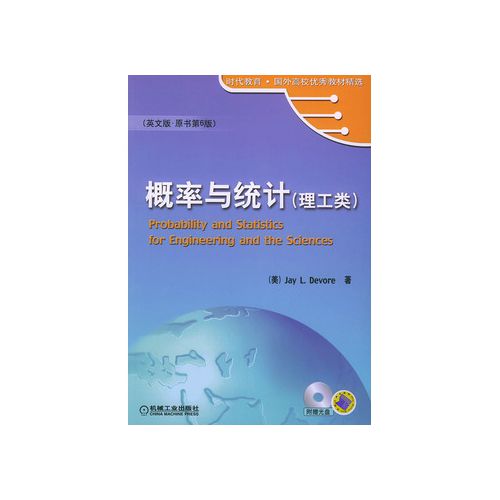 时代教育·国外高校优秀教材精选
(英文版·原书第6版)
概率与统计(理工类)
Probability and Statistics
for Engineering and the Sciences
(美) Jay L. Devore 著
机械工业出版社
CHINA MACHINE PRESS
附赠光盘